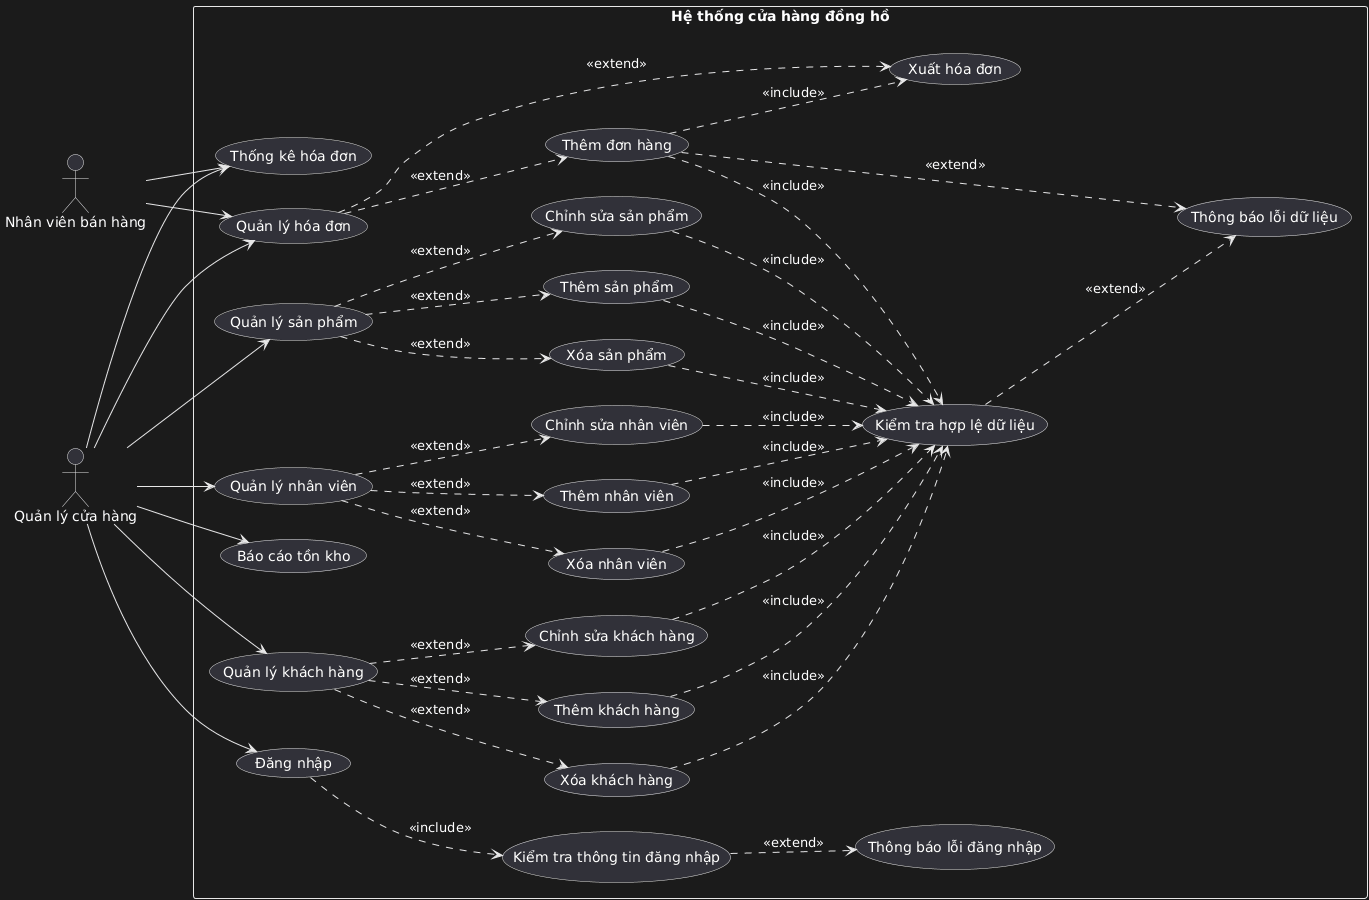 Hệ thống cửa hàng đồng hồ
«extend»
Xuất hóa đơn
«include»
Thêm đơn hàng
Thống kê hóa đơn
«extend»
«extend»
«include»
Nhân viên bán hàng
Quản lý hóa đơn
Chỉnh sửa sản phẩm
Thông báo lỗi dữ liệu
«extend»
«include»
Thêm sản phẩm
«extend»
«extend»
Quản lý sản phẩm
«include»
«extend»
Xóa sản phẩm
«include»
«include»
Chỉnh sửa nhân viên
Kiểm tra hợp lệ dữ liệu
«extend»
«include»
Quản lý nhân viên
«extend»
«include»
Thêm nhân viên
Quản lý cửa hàng
«extend»
«include»
Báo cáo tồn kho
Xóa nhân viên
«include»
Chỉnh sửa khách hàng
«extend»
Quản lý khách hàng
«extend»
«include»
Thêm khách hàng
«extend»
Đăng nhập
Xóa khách hàng
«include»
«extend»
Kiểm tra thông tin đăng nhập
Thông báo lỗi đăng nhập